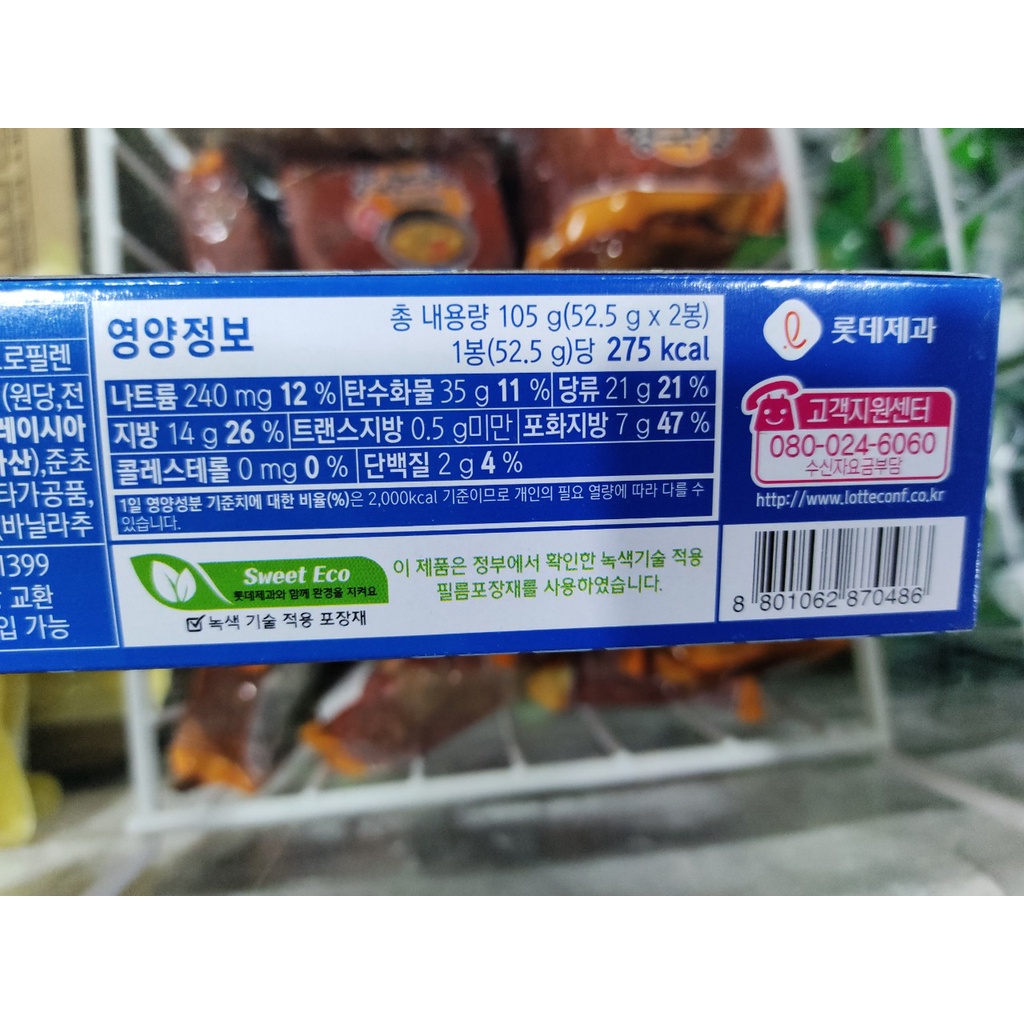 로필렌
(원당,전
레이시아
산),준초
타가공품,
바닐라추
1399
교환
입 가능
영양정보
총 내용량 105 g(52.5 g x 2봉)
1봉(52.5 g)당 275 kcal
나트륨 240 mg 12 % 탄수화물 35 g 11 % 당류 21 g 21 %
지방 14 g 26 % 트랜스지방 0.5 g미만 포화지방 7 g 47 %
콜레스테롤 0 mg 0 % 단백질 2 g 4 %
1일 영양성분 기준치에 대한 비율(%)은 2,000kcal 기준이므로 개인의 필요 열량에 따라 다를 수
있습니다.
Sweet Eco
롯데제과와 함께 환경을 지켜요
녹색 기술 적용 포장재
이 제품은 정부에서 확인한 녹색기술 적용
필름포장재를 사용하였습니다.
롯데제과
고객지원센터
080-024-6060
수신자요금부담
http://www.lotteconf.co.kr
8 801062 870486